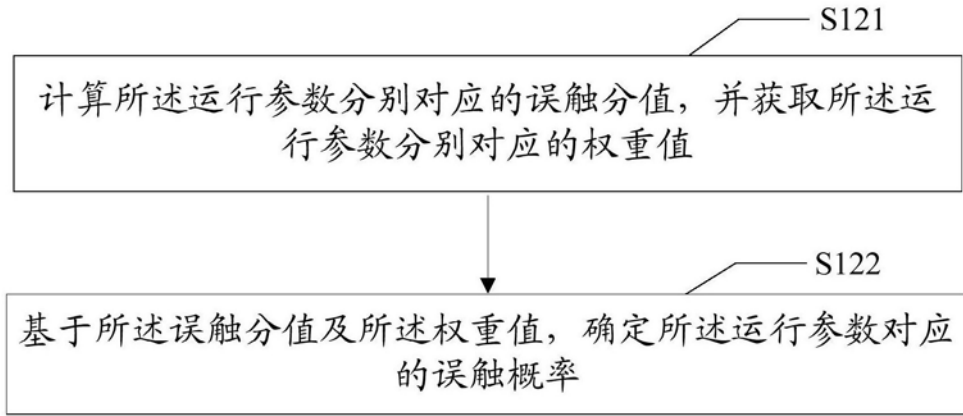 S121
计算所述运行参数分别对应的误触分值，并获取所述运
行参数分别对应的权重值
S122
基于所述误触分值及所述权重值，确定所述运行参数对应
的误触概率